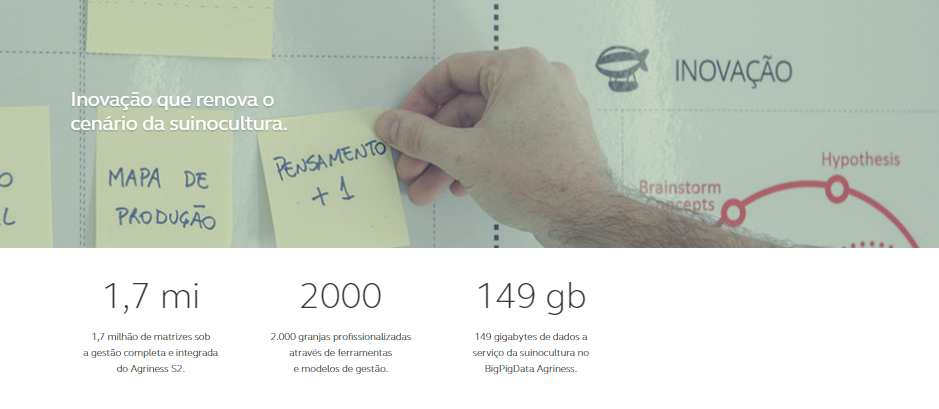 Inovação que renova o
cenário da suinocultura.
INOVAÇÃO
Hypothesis
Brainstorm
Concepts
MAPA DE
PRODUÇÃO
PENSAMENTO
+ 1
O
L
1,7 mi
2000
149 gb
1,7 milhão de matrizes sob
a gestão completa e integrada
do Agriness S2.
2.000 granjas profissionalizadas
através de ferramentas
e modelos de gestão.
149 gigabytes de dados a
serviço da suinocultura no
BigPigData Agriness.